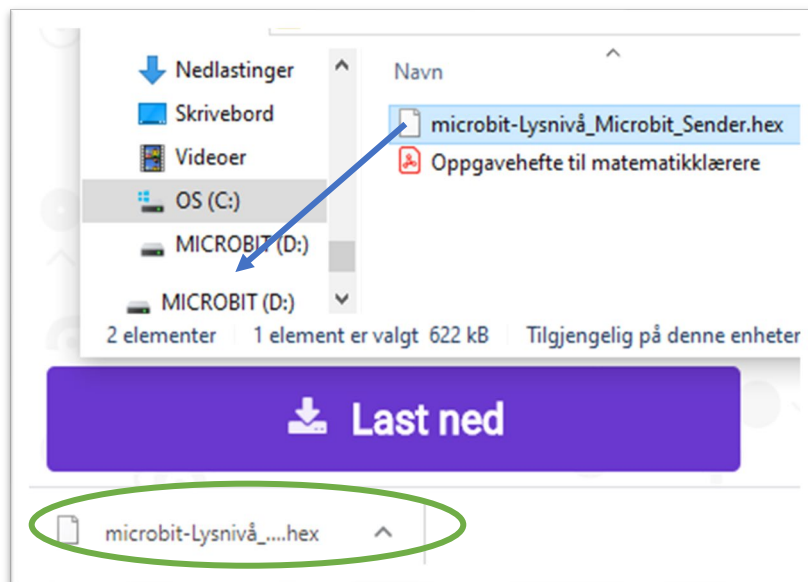 Nedlastinger
Skrivebord
Videoer
OS (C:)
MICROBIT (D:)
MICROBIT (D:)
Navn
microbit-Lysnivå_Microbit_Sender.hex
Oppgavehefte til matematikklærere
2 elementer 1 element er valgt 622 kB Tilgjengelig på denne enheter
Last ned
microbit-Lysnivå_....hex